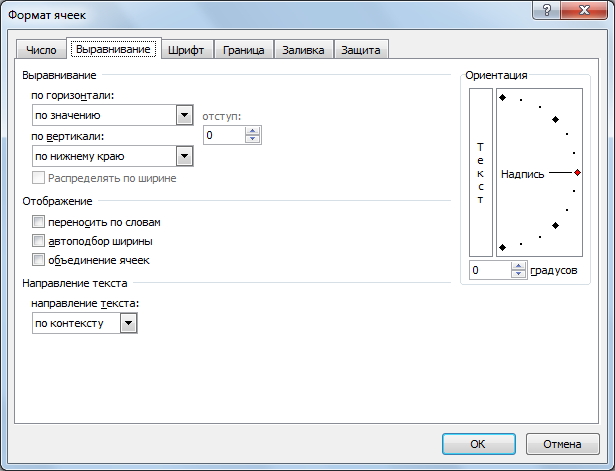 Формат ячеек
Число Выравнивание Шрифт Граница Заливка Защита
Выравнивание
по горизонтали:
по значению
отступ:
0
по вертикали:
по нижнему краю
Распределять по ширине
Отображение
переносить по словам
автоподбор ширины
объединение ячеек
Направление текста
направление текста:
по контексту
Ориентация
Текст
Надпись
0 градусов
ОК Отмена